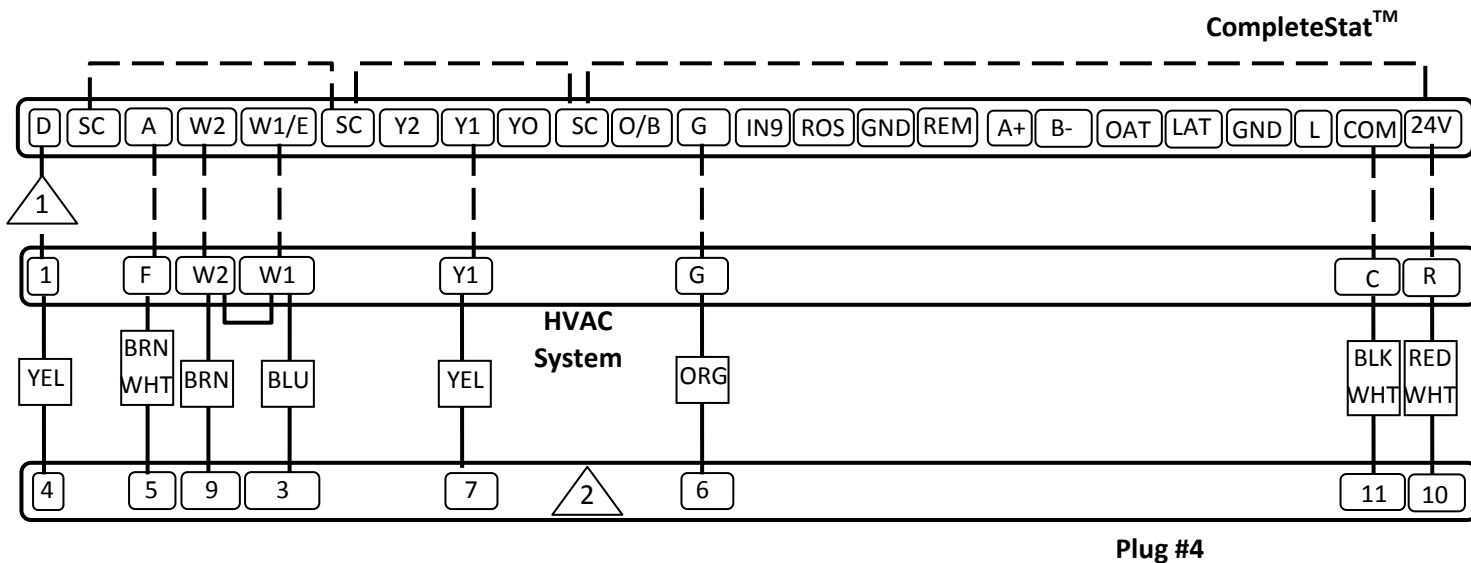 CompleteStat™
D SC A W2 W1/E SC Y2 Y1 YO SC O/B G IN9 ROS GND REM A+ B- OAT LAT GND L COM 24V
1
1 F W2 W1 Y1 G C R
HVAC
System
YEL
BRN
WHT
BRN
BLU
YEL
ORG
BLK
WHT
RED
WHT
4 5 9 3 7 2 6 11 10
Plug #4